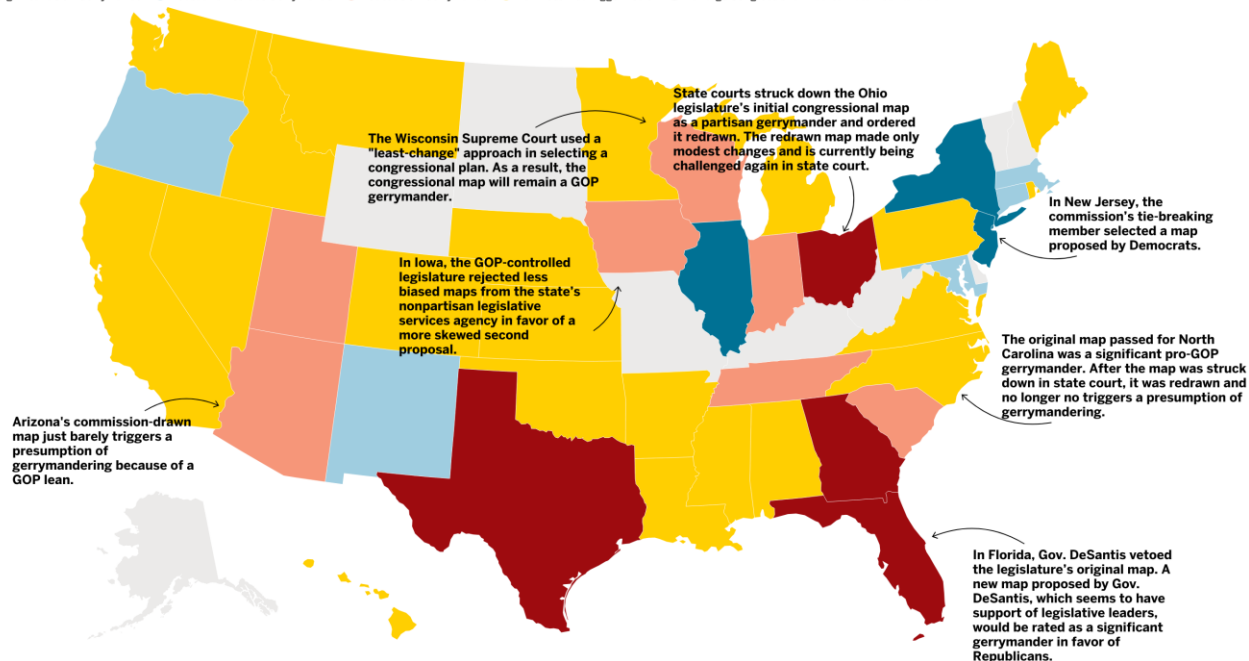 State courts struck down the Ohio
legislature's initial congressional map
as a partisan gerrymander and ordered
it redrawn. The redrawn map made only
modest changes and is currently being
challenged again in state court.
The Wisconsin Supreme Court used a
"least-change" approach in selecting a
congressional plan. As a result, the
congressional map will remain a GOP
gerrymander.
In New Jersey, the
commission's tie-breaking
member selected a map
proposed by Democrats.
In Iowa, the GOP-controlled
legislature rejected less
biased maps from the state's
nonpartisan legislative
services agency in favor of a
more skewed second
proposal.
The original map passed for North
Carolina was a significant pro-GOP
gerrymander. After the map was struck
down in state court, it was redrawn and
no longer no triggers a presumption of
gerrymandering.
Arizona's commission-drawn
map just barely triggers a
presumption of
gerrymandering because of a
GOP lean.
In Florida, Gov. DeSantis vetoed
the legislature's original map. A
new map proposed by Gov.
DeSantis, which seems to have
support of legislative leaders,
would be rated as a significant
gerrymander in favor of
Republicans.